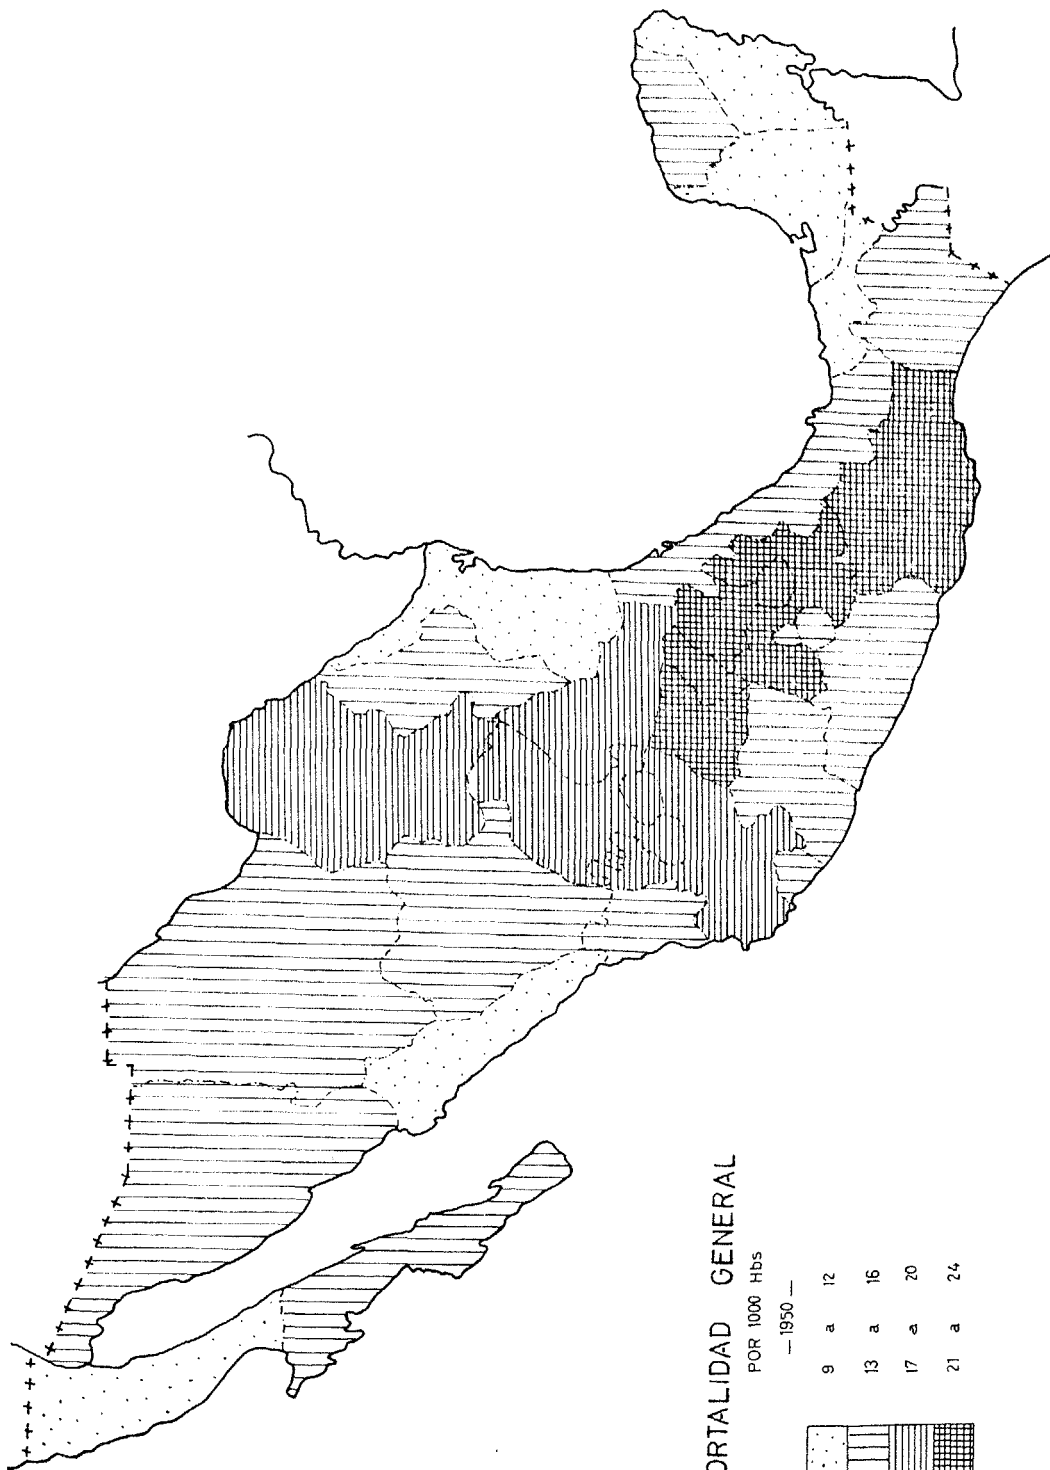 ORTALIDAD GENERAL
POR 1000 Hbs
— 1950 —
9 a 12
13 a 16
17 a 20
21 a 24